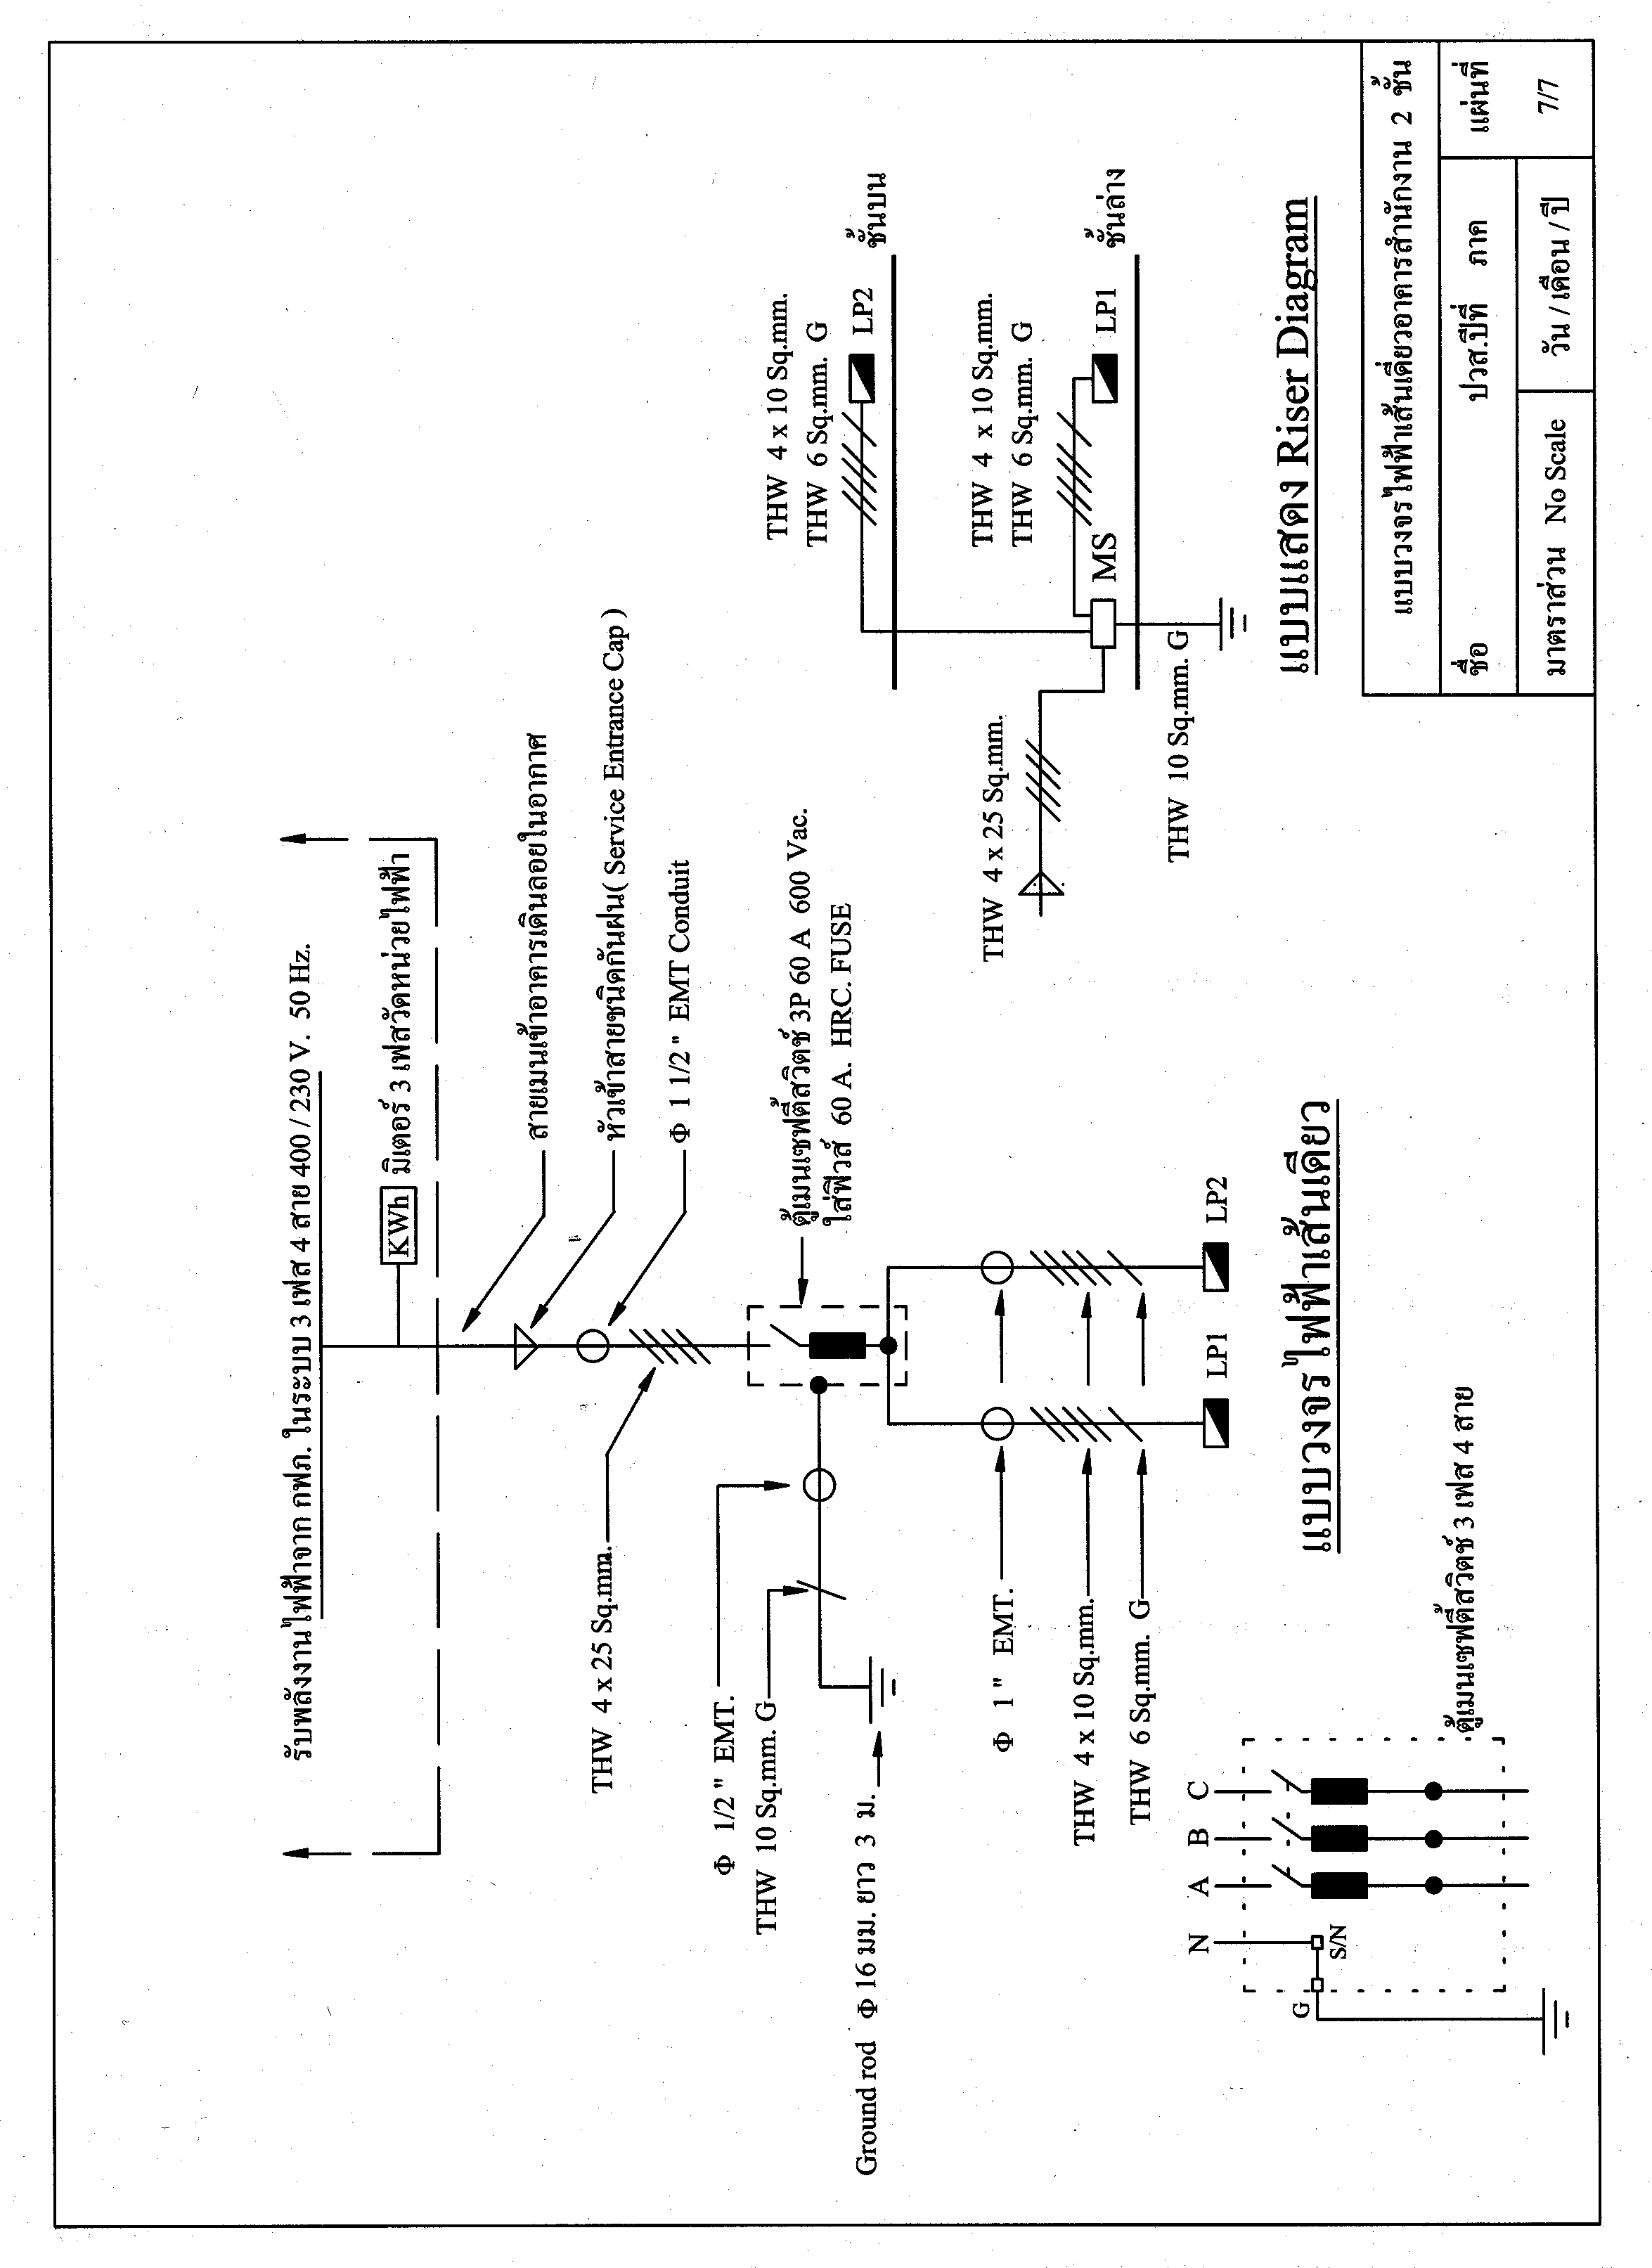 รับพลังงานไฟฟ้าจาก กฟภ. ในระบบ 3 เฟส 4 สาย 400 / 230 V. 50 Hz.
KWh
มิเตอร์ 3 เฟสวัดหน่วยไฟฟ้า
สายเมนเข้าอาคารเดินลอยในอากาศ
หัวเข้าสายชนิดกันฝน( Service Entrance Cap )
Φ 1 1/2 " EMT Conduit
THW 4 x 25 Sq.mm.
ตู้เมนเซฟตี้สวิตช์ 3P 60 A 600 Vac.
ใส่ฟิวส์ 60 A. HRC. FUSE
Φ 1/2 " EMT.
THW 10 Sq.mm. G
Ground rod Φ 16 มม. ยาว 3 ม.
Φ 1 " EMT.
THW 4 x 10 Sq.mm.
THW 6 Sq.mm. G
LP1
LP2
แบบวงจรไฟฟ้าเส้นเดียว
N
A
B
C
S/N
G
ตู้เมนเซฟตี้สวิตช์ 3 เฟส 4 สาย
THW 4 x 10 Sq.mm.
THW 6 Sq.mm. G
LP2
ชั้นบน
THW 4 x 10 Sq.mm.
THW 6 Sq.mm. G
MS
LP1
ชั้นล่าง
THW 4 x 25 Sq.mm.
THW 10 Sq.mm. G
แบบแสดง Riser Diagram
แบบวงจรไฟฟ้าเส้นเดี่ยวอาคารสำนักงาน 2 ชั้น
ชื่อ
ปวส.ปีที่
ภาค
แผ่นที่
มาตราส่วน No Scale
วัน / เดือน / ปี
7/7